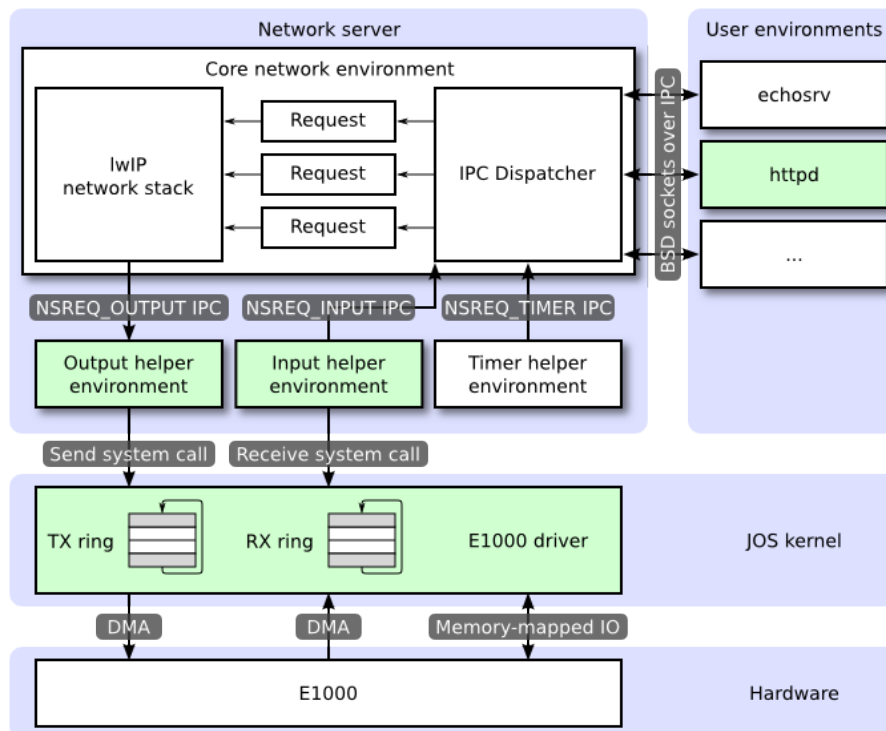 Network server
User environments
Core network environment
lwIP
network stack
Request
Request
Request
IPC Dispatcher
BSD sockets over IPC
echosrv
httpd
...
NSREQ_OUTPUT IPC
NSREQ_INPUT IPC
NSREQ_TIMER IPC
Output helper
environment
Input helper
environment
Timer helper
environment
Send system call
Receive system call
TX ring
RX ring
E1000 driver
JOS kernel
DMA
DMA
Memory-mapped IO
E1000
Hardware